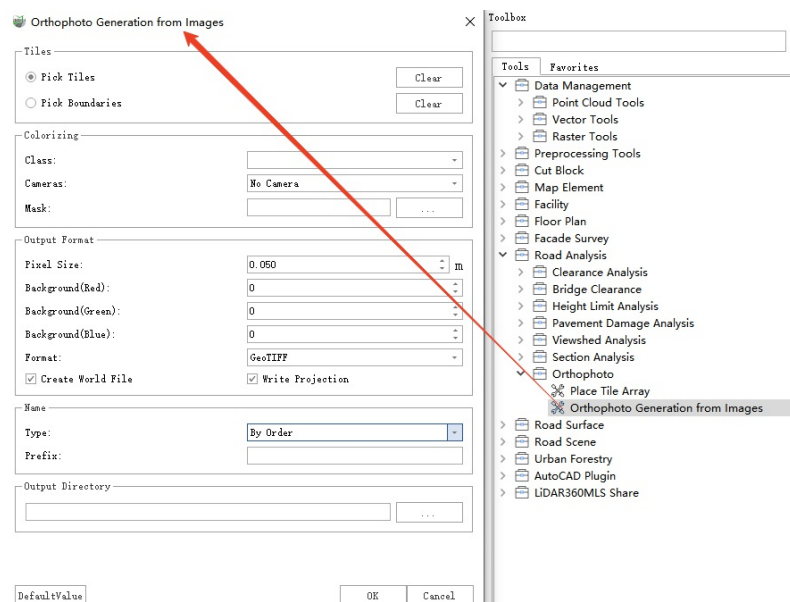 Orthophoto Generation from Images
Tiles
Pick Tiles
Clear
Pick Boundaries
Clear
Colorizing
Class:
Cameras:
No Camera
Mask:
...
Output Format
Pixel Size:
0.050
m
Background(Red):
0
Background(Green):
0
Background(Blue):
0
Format:
GeoTIFF
Create World File
Write Projection
Name
Type:
By Order
Prefix:
Output Directory
...
DefaultValue
OK
Cancel
Toolbox
Tools
Favorites
Data Management
Point Cloud Tools
Vector Tools
Raster Tools
Preprocessing Tools
Cut Block
Map Element
Facility
Floor Plan
Facade Survey
Road Analysis
Clearance Analysis
Bridge Clearance
Height Limit Analysis
Pavement Damage Analysis
Viewshed Analysis
Section Analysis
Orthophoto
Place Tile Array
Orthophoto Generation from Images
Road Surface
Road Scene
Urban Forestry
AutoCAD Plugin
LiDAR360MLS Share